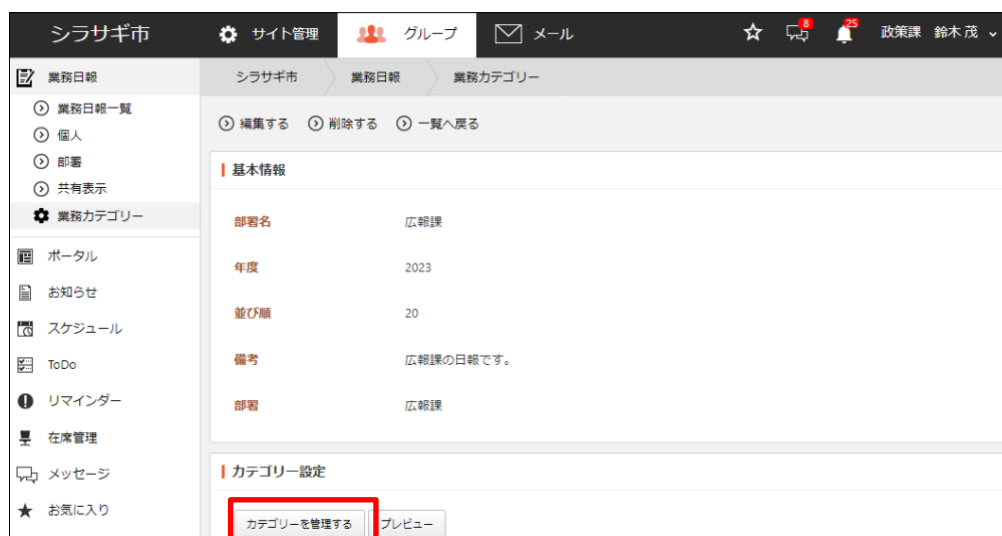 シラサギ市
サイト管理
グループ
メール
8
25
政策課 鈴木 茂
業務日報
業務日報一覧
個人
部署
共有表示
業務カテゴリー
ポータル
お知らせ
スケジュール
ToDo
リマインダー
在席管理
メッセージ
お気に入り
シラサギ市 業務日報 業務カテゴリー
編集する 削除する 一覧へ戻る
基本情報
部署名 広報課
年度 2023
並び順 20
備考 広報課の日報です。
部署 広報課
カテゴリー設定
カテゴリーを管理する プレビュー